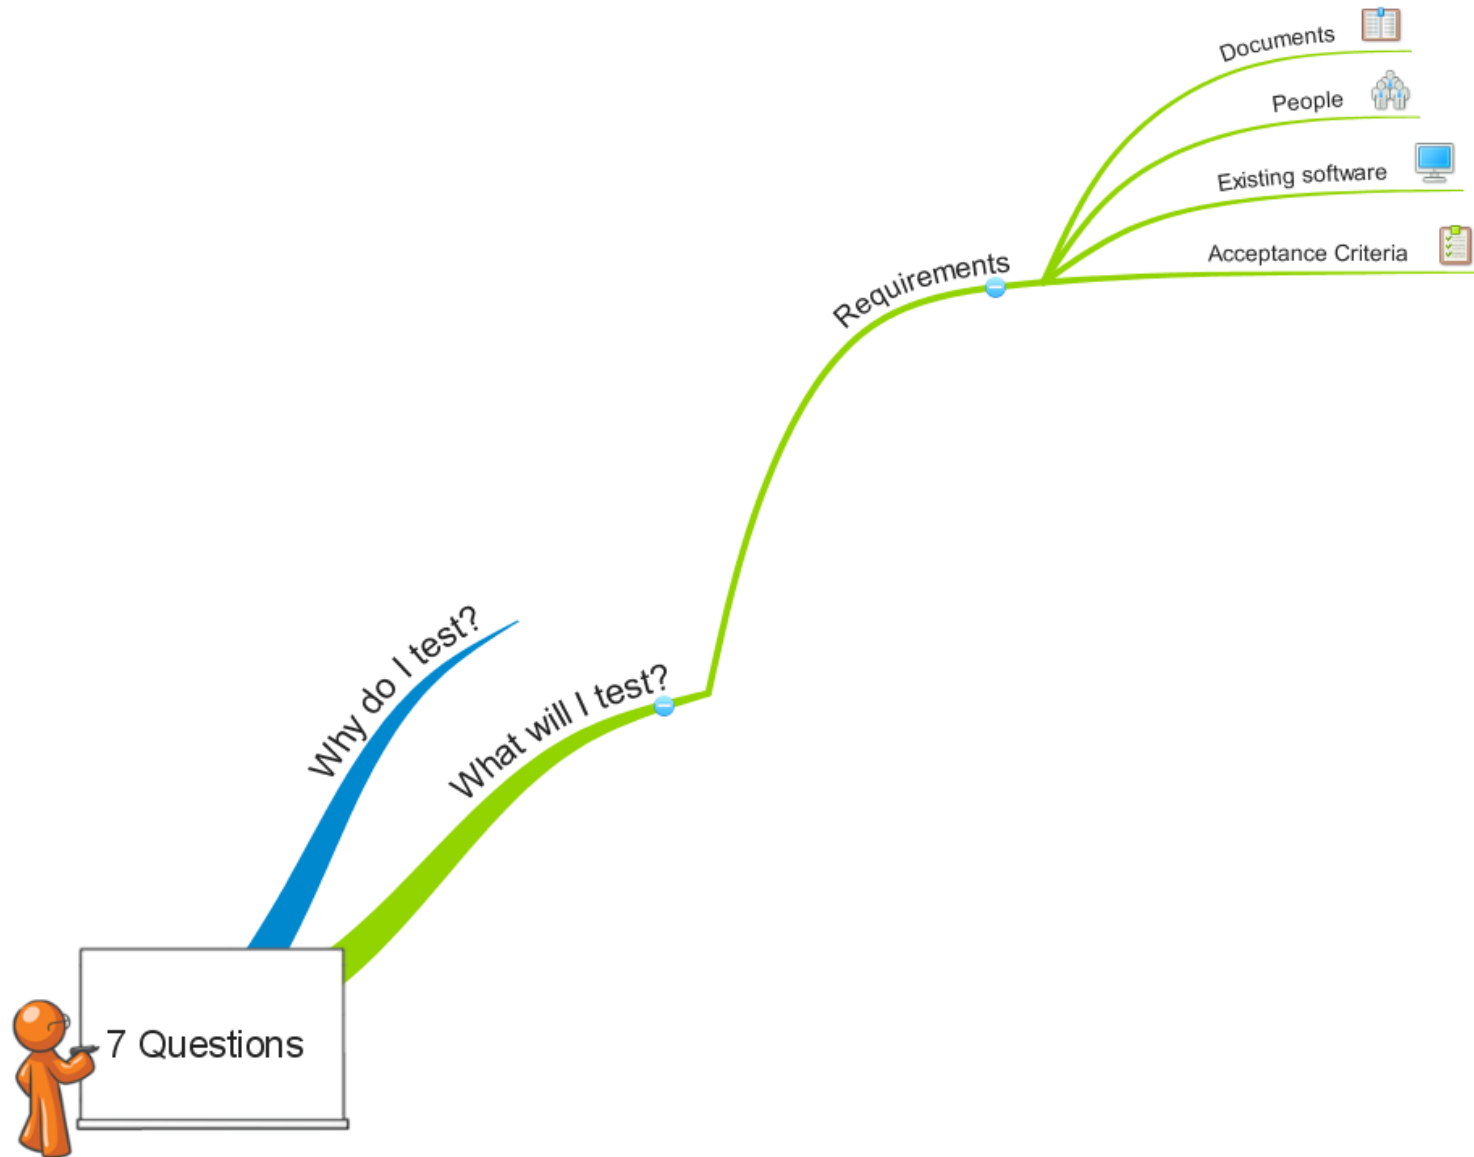 Documents
People
Existing software
Acceptance Criteria
Requirements
Why do I test?
What will I test?
7 Questions